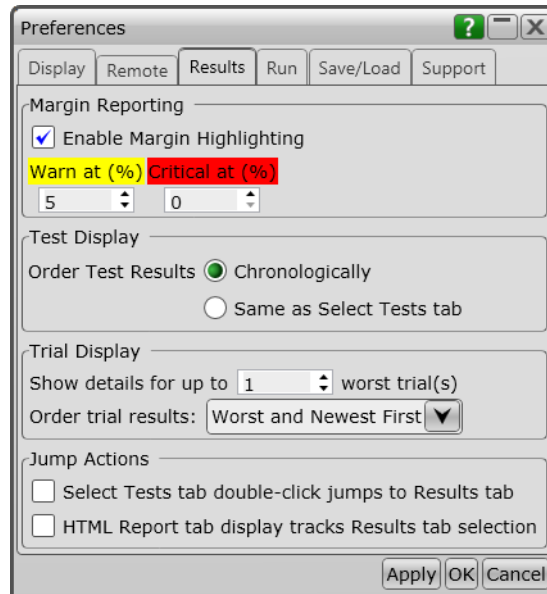 Preferences ? X
Display Remote Results Run Save/Load Support
Margin Reporting
Enable Margin Highlighting
Warn at (%) Critical at (%)
5 0
Test Display
Order Test Results Chronologically
Same as Select Tests tab
Trial Display
Show details for up to 1 worst trial(s)
Order trial results: Worst and Newest First
Jump Actions
Select Tests tab double-click jumps to Results tab
HTML Report tab display tracks Results tab selection
Apply OK Cancel